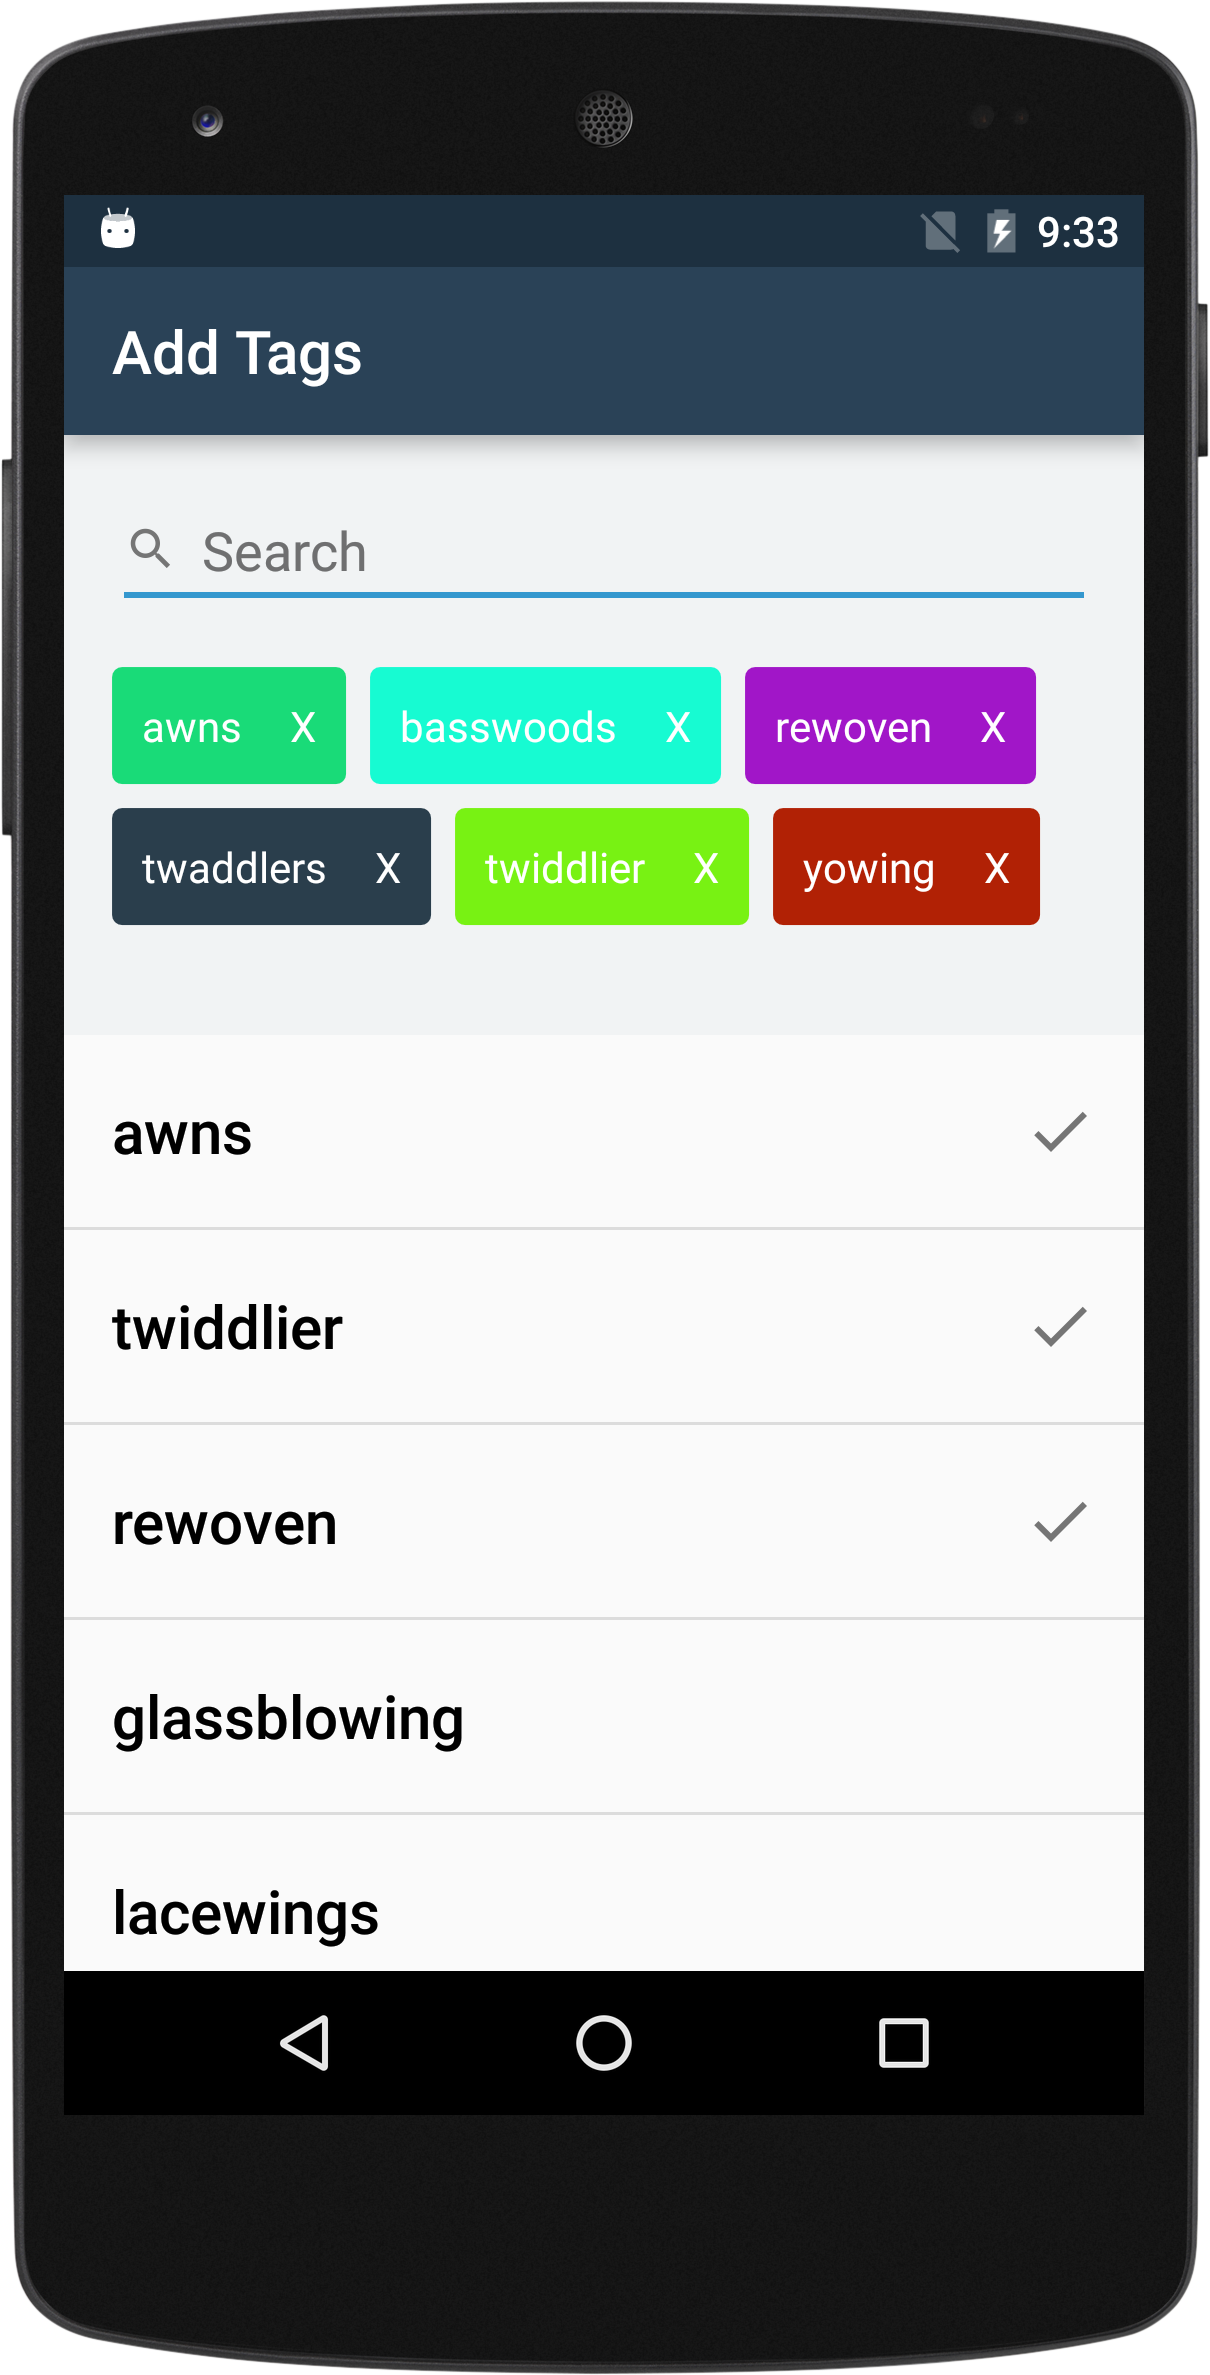 9:33
Add Tags
Search
awns X basswoods X rewoven X
twaddlers X twiddlier X yowing X
awns
twiddlier
rewoven
glassblowing
lacewings